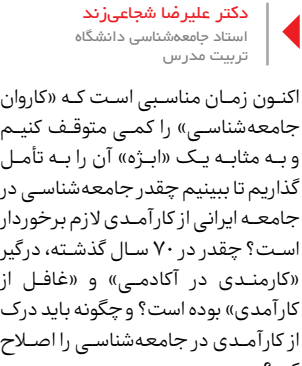 دکتر علیرضا شجاعی‌زند
استاد جامعه‌شناسی دانشگاه
تربیت مدرس
اکنون زمان مناسبی است که «کاروان
جامعه‌شناسی» را کمی متوقف کنیم
و به مثابه یک «ابژه» آن را به تأمل
گذاریم تا ببینیم چقدر جامعه‌شناسی در
جامعه ایرانی از کارآمدی لازم برخوردار
است؟ چقدر در ۷۰ سال گذشته، درگیر
«کارمندی در آکادمی» و «غافل از
کارآمدی» بوده است؟ و چگونه باید درک
از کارآمدی در جامعه‌شناسی را اصلاح